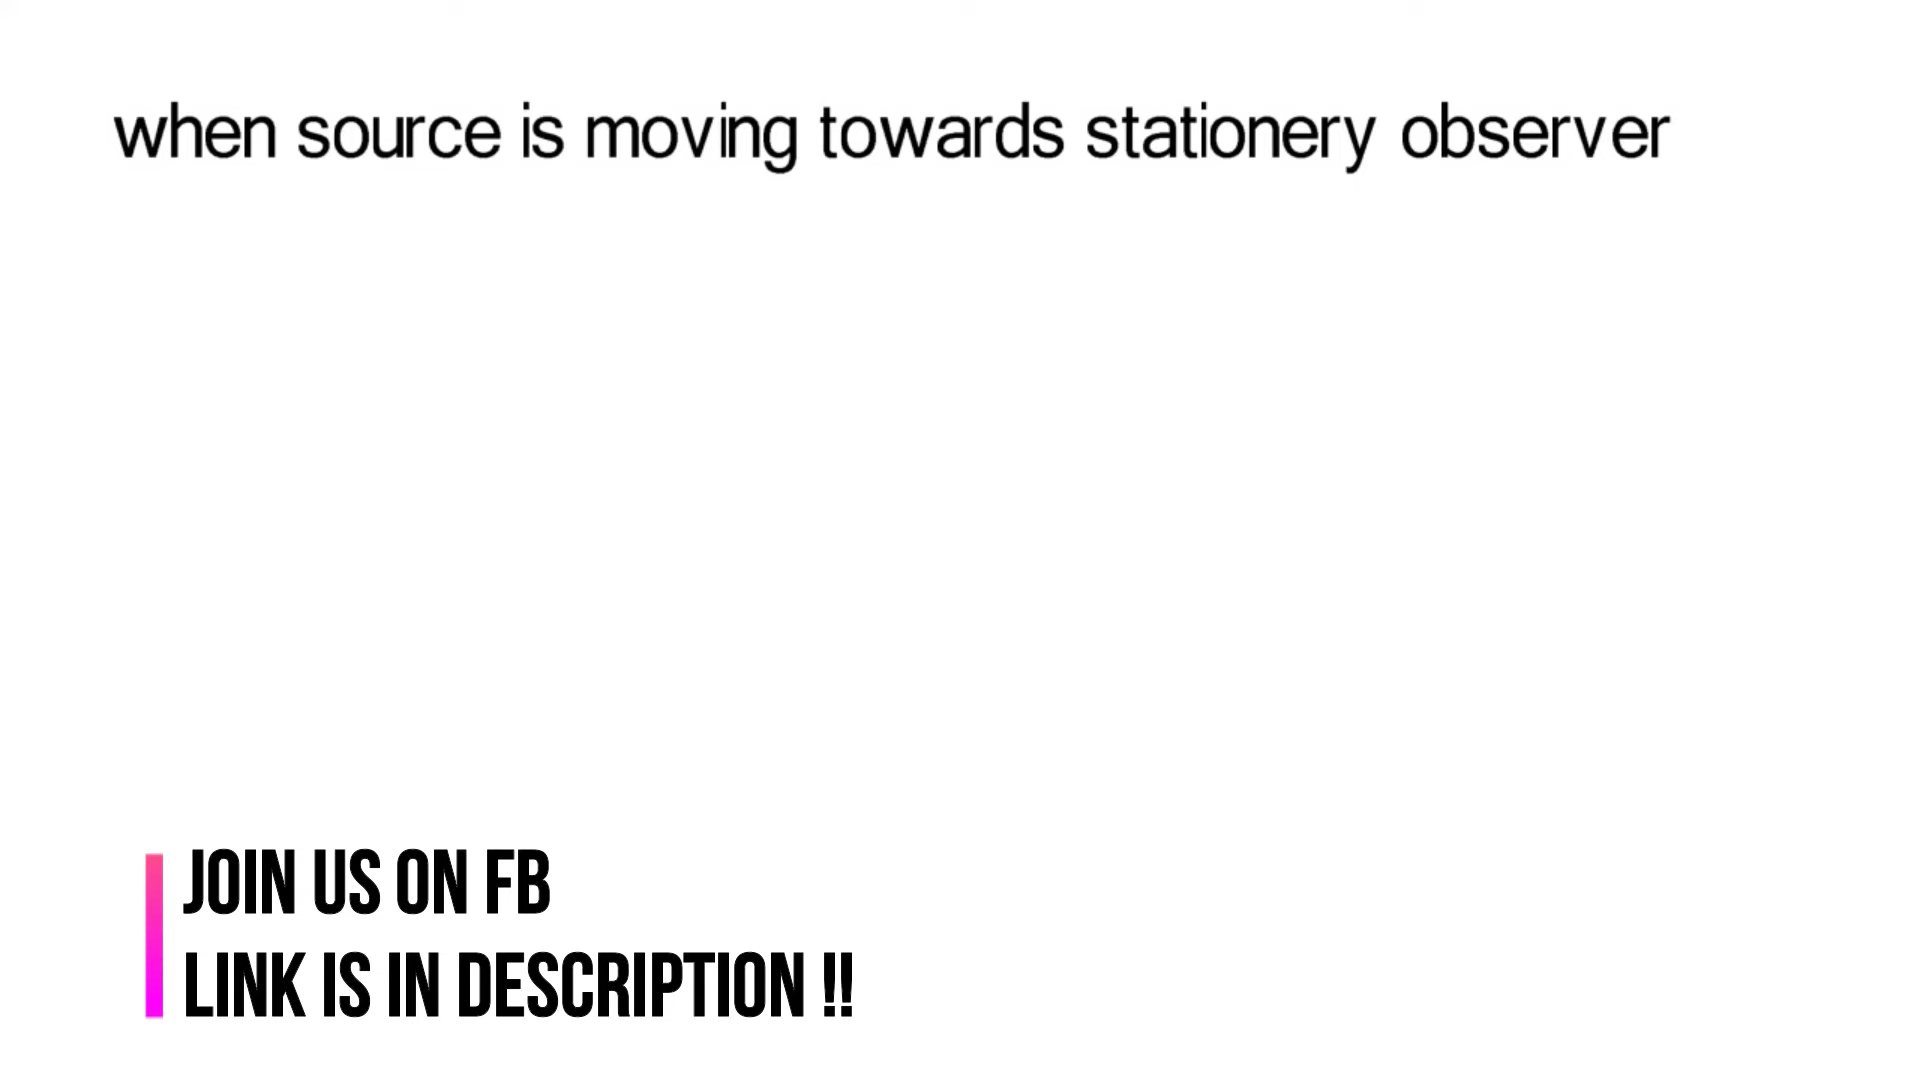 when source is moving towards stationery observer
JOIN US ON FB
LINK IS IN DESCRIPTION !!